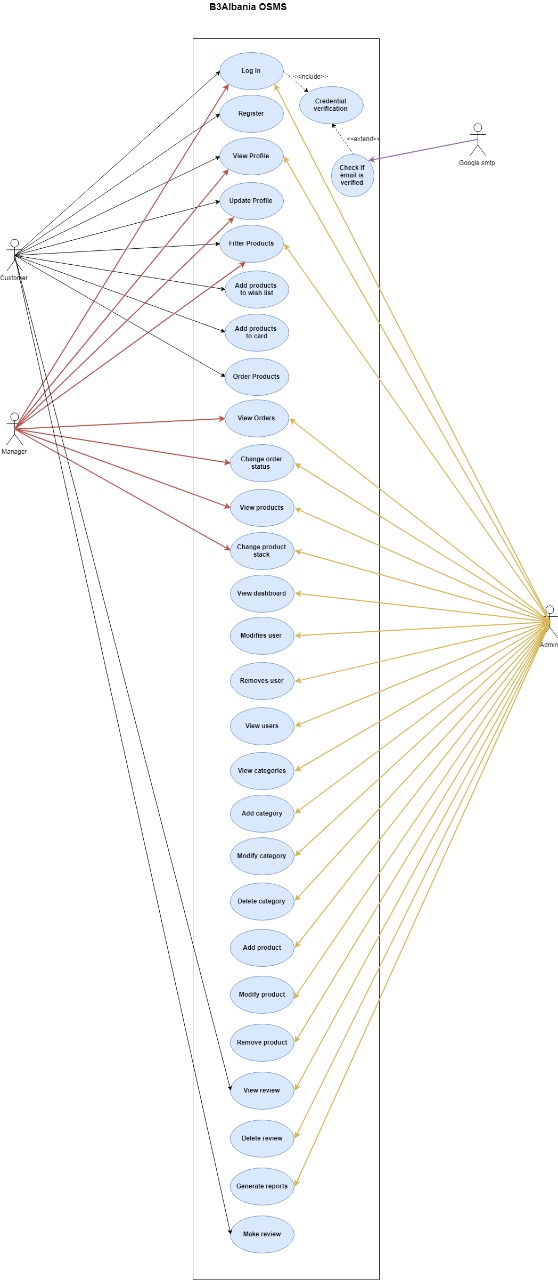 B3Albania OSMS
Log In
<<include>>
Credential
verification
Register
<<extend>>
Google smtp
View Profile
Check if
email is
verified
Update Profile
Filter Products
Customer
Add products
to wish list
Add products
to card
Order Products
View Orders
Manager
Change order
status
View products
Change product
stack
View dashboard
Modifies user
Admin
Removes user
View users
View categories
Add category
Modify category
Delete category
Add product
Modify product
Remove product
View review
Delete review
Generate reports
Make review